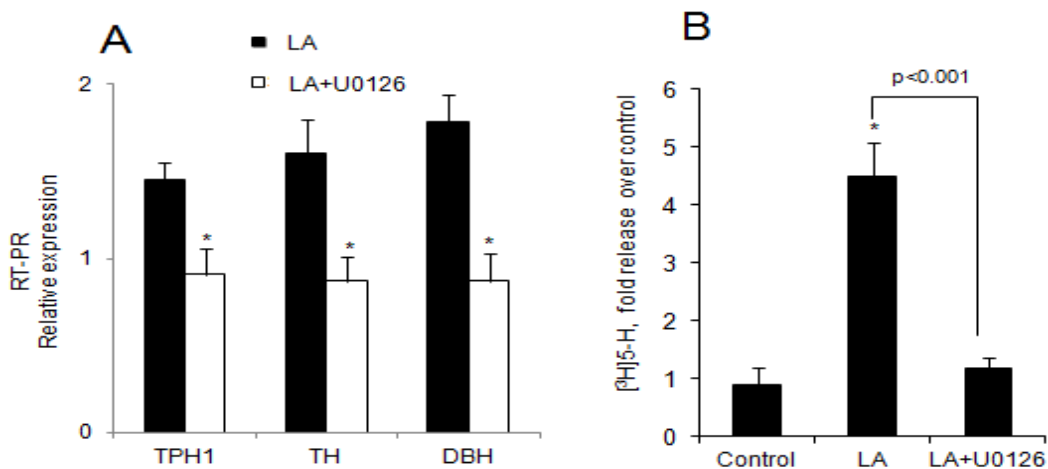 A
LA
LA+U0126
2
1
0
RT-PR
Relative expression
*
*
*
TPH1
TH
DBH
B
p<0.001
*
6
5
4
3
2
1
0
[³H]5-H, fold release over control
Control
LA
LA+U0126